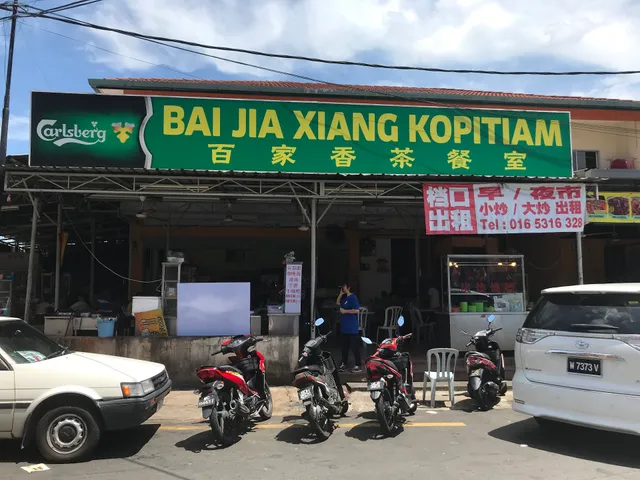 Carlsberg
BAI JIA XIANG KOPITIAM
百家香茶餐室
档口出租
早/夜市
小炒/大炒 出租
Tel: 016 5316 328
W 7373 V